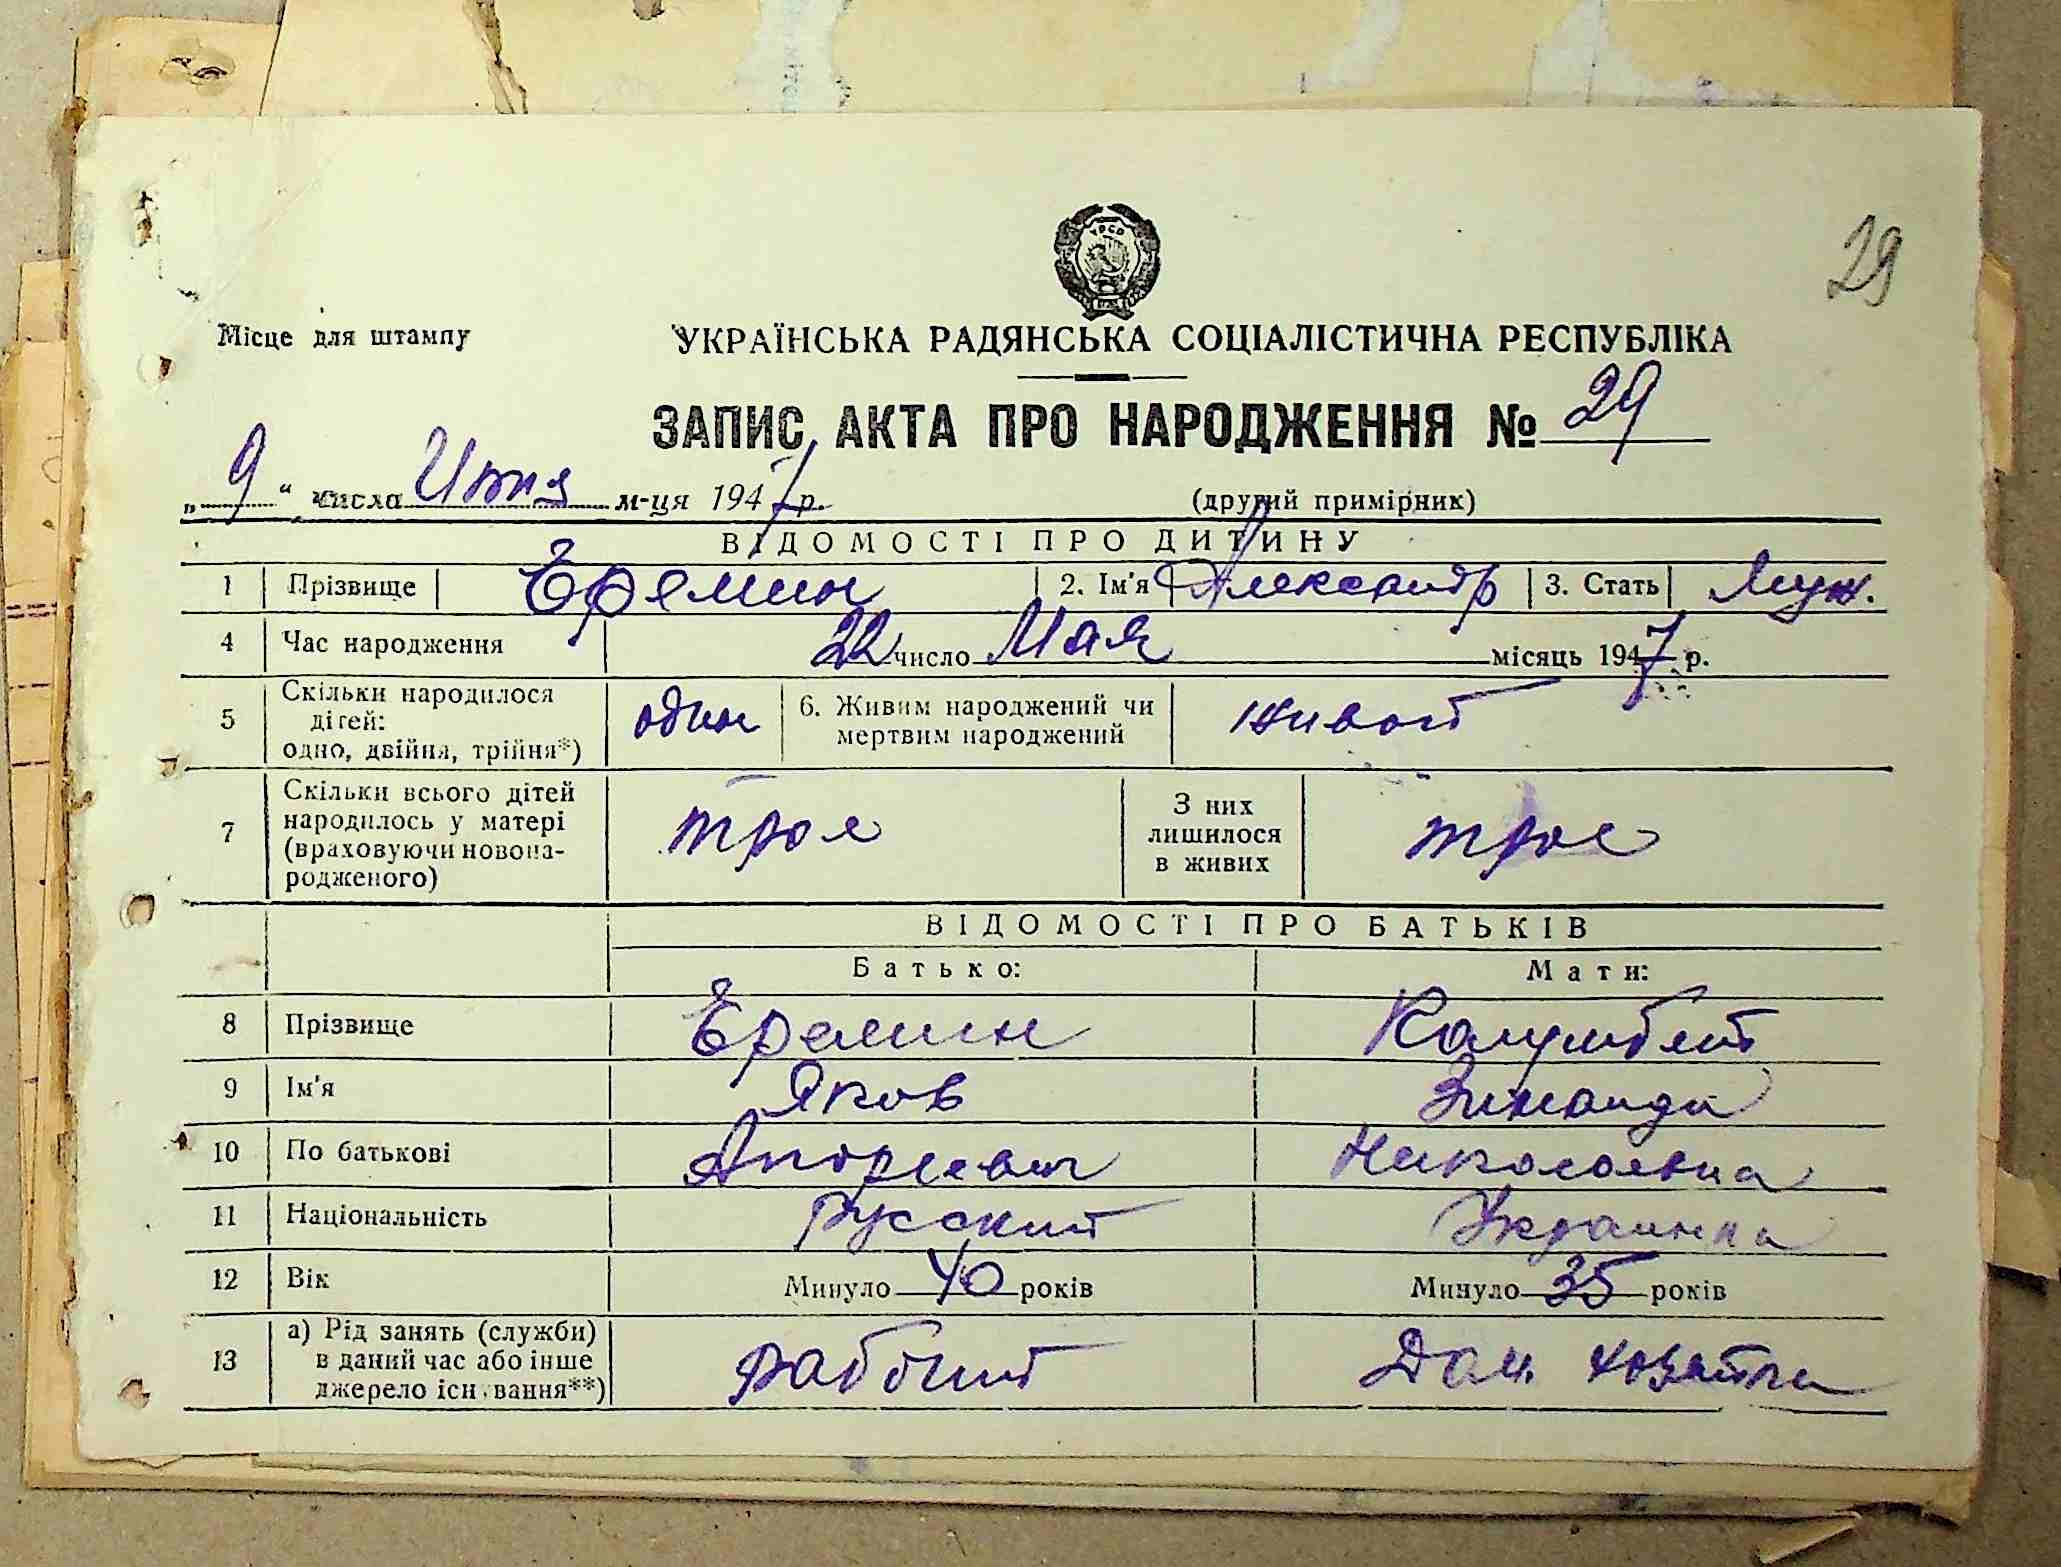 29
УРСР
Місце для штампу
УКРАЇНСЬКА РАДЯНСЬКА СОЦІАЛІСТИЧНА РЕСПУБЛІКА
ЗАПИС АКТА ПРО НАРОДЖЕННЯ № 29
„9“ числа Июня м-ця 1947 р.
(другий примірник)
ВІДОМОСТІ ПРО ДИТИНУ
1 Прізвище Еремин 2. Ім'я Александр 3. Стать Муж.
4 Час народження 22 число Мая місяць 1947 р.
5 Скільки народилося дітей: одно, двійня, трійня*) один 6. Живим народжений чи мертвим народжений живой
7 Скільки всього дітей народилось у матері (враховуючи новонародженого) трое З них лишилося в живих трое
ВІДОМОСТІ ПРО БАТЬКІВ
Батько: Мати:
8 Прізвище Еремин
9 Ім'я Яков Зинаида
10 По батькові Андреевич Николаевна
11 Національність Русский Украинка
12 Вік Минуло 40 років Минуло 35 років
13 а) Рід занять (служби) в даний час або інше джерело існування**) рабочий Дом. хозяйка